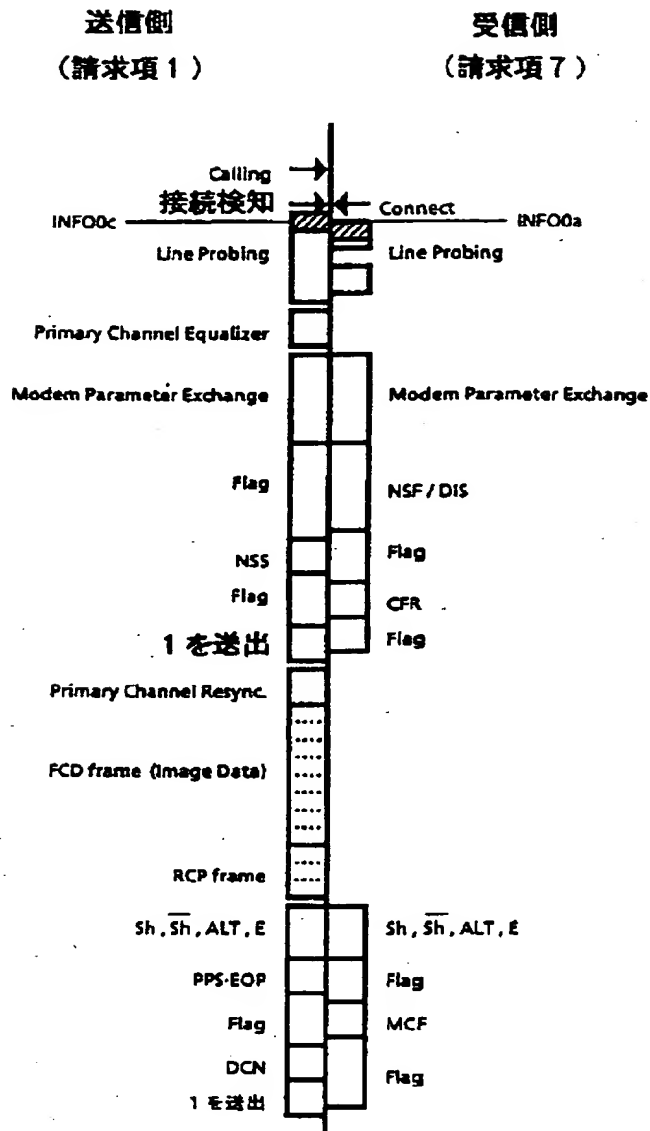 送信側 受信側
(請求項1) (請求項7)
Calling
接続検知 Connect
INFO0c INFO0a
Line Probing Line Probing
Primary Channel Equalizer
Modem Parameter Exchange Modem Parameter Exchange
Flag NSF / DIS
NSS Flag
Flag CFR
1を送出 Flag
Primary Channel Resync.
FCD frame (Image Data)
RCP frame
Sh, S̅h̅, ALT, E Sh, S̅h̅, ALT, E
PPS·EOP Flag
Flag MCF
DCN Flag
1を送出